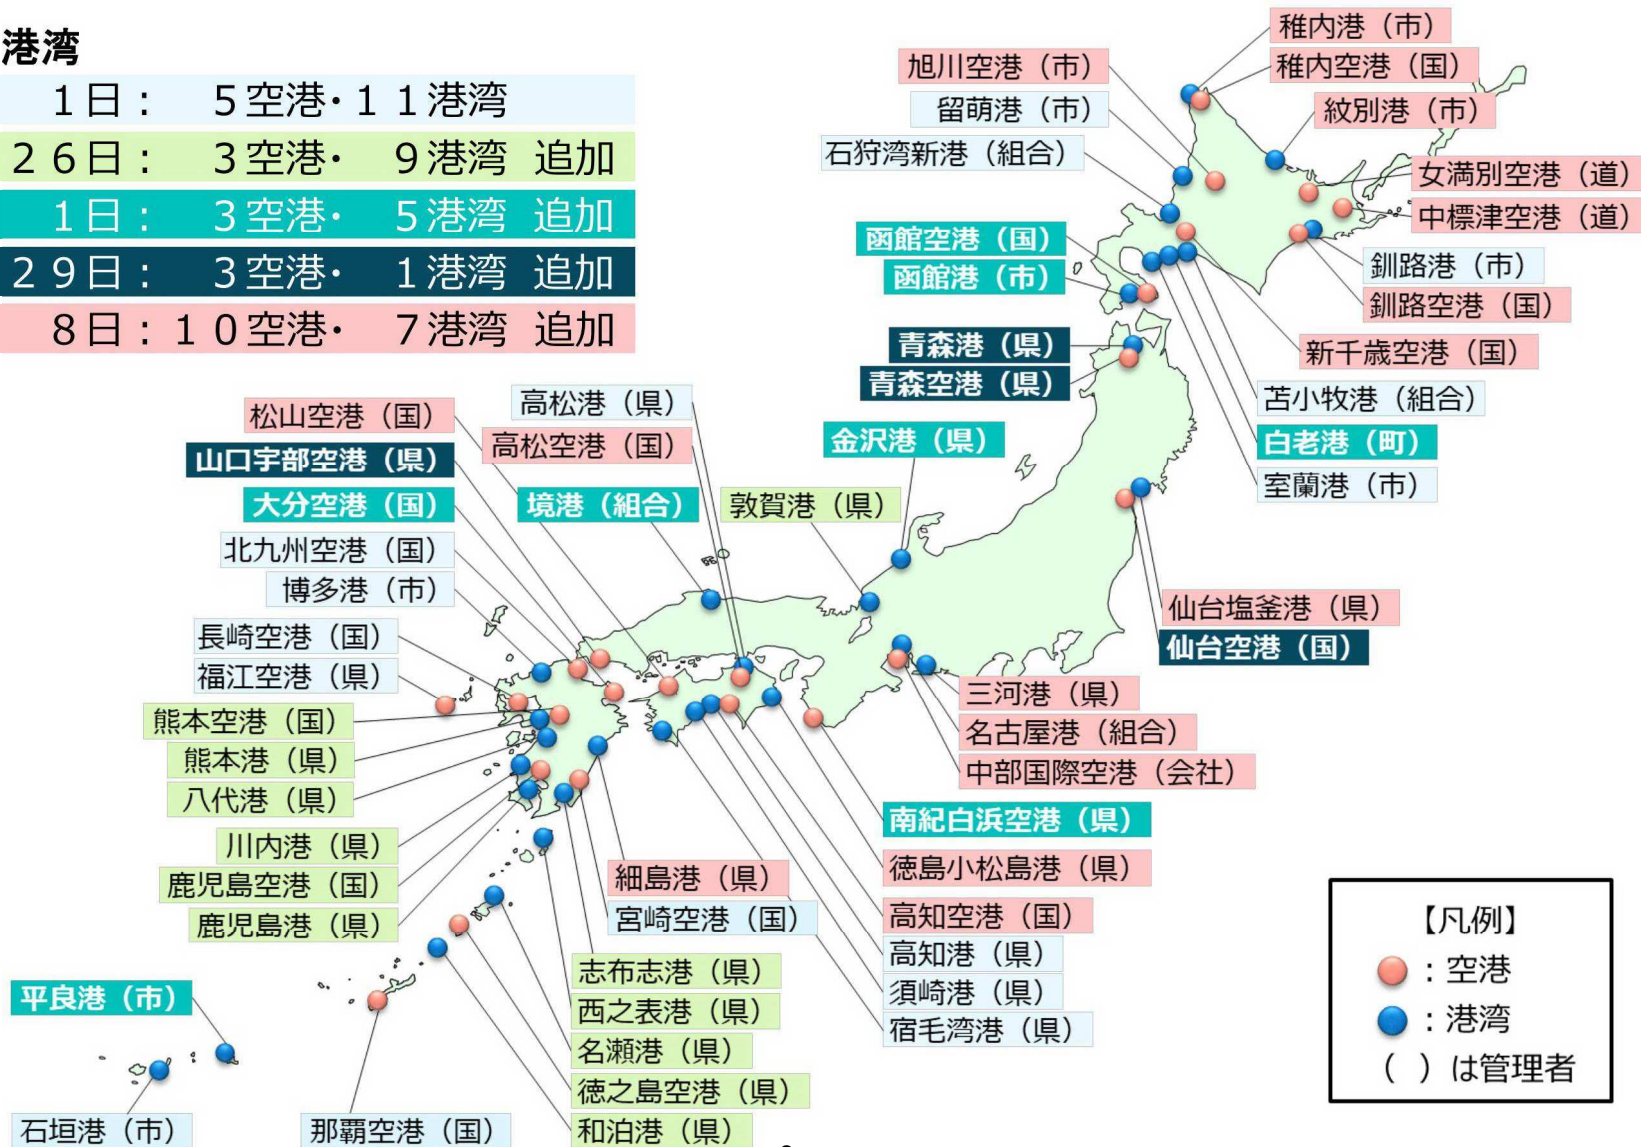 港湾
1日： 5空港・11港湾
26日： 3空港・ 9港湾 追加
1日： 3空港・ 5港湾 追加
29日： 3空港・ 1港湾 追加
8日：10空港・ 7港湾 追加
稚内港（市）
稚内空港（国）
旭川空港（市）
留萌港（市）
紋別港（市）
石狩湾新港（組合）
女満別空港（道）
中標津空港（道）
函館空港（国）
函館港（市）
釧路港（市）
釧路空港（国）
青森港（県）
青森空港（県）
新千歳空港（国）
苫小牧港（組合）
白老港（町）
室蘭港（市）
高松港（県）
松山空港（国）
高松空港（国）
金沢港（県）
山口宇部空港（県）
大分空港（国）
境港（組合）
敦賀港（県）
北九州空港（国）
博多港（市）
長崎空港（国）
福江空港（県）
仙台塩釜港（県）
仙台空港（国）
熊本空港（国）
熊本港（県）
八代港（県）
三河港（県）
名古屋港（組合）
中部国際空港（会社）
川内港（県）
鹿児島空港（国）
鹿児島港（県）
南紀白浜空港（県）
徳島小松島港（県）
細島港（県）
宮崎空港（国）
高知空港（国）
高知港（県）
須崎港（県）
宿毛湾港（県）
志布志港（県）
西之表港（県）
名瀬港（県）
徳之島空港（県）
和泊港（県）
平良港（市）
石垣港（市）
那覇空港（国）
【凡例】
：空港
：港湾
（ ）は管理者